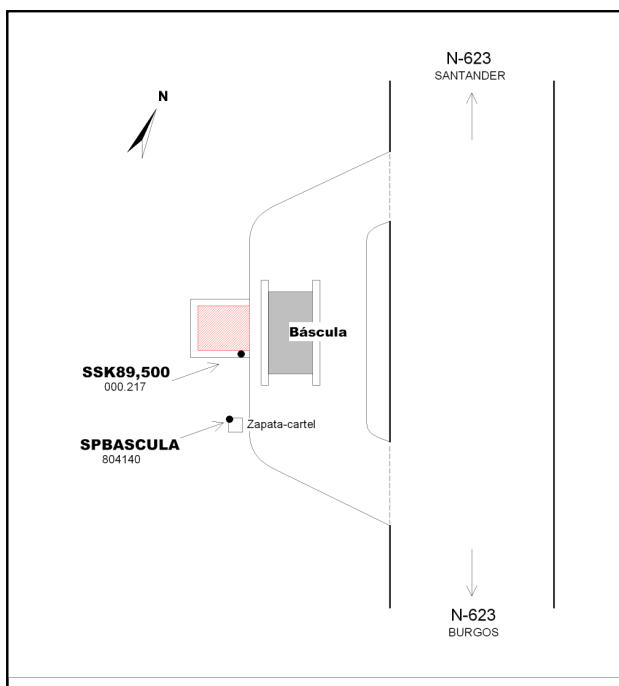 N-623
SANTANDER
N
Báscula
SSK89,500
000.217
Zapata-cartel
SPBASCULA
804140
N-623
BURGOS